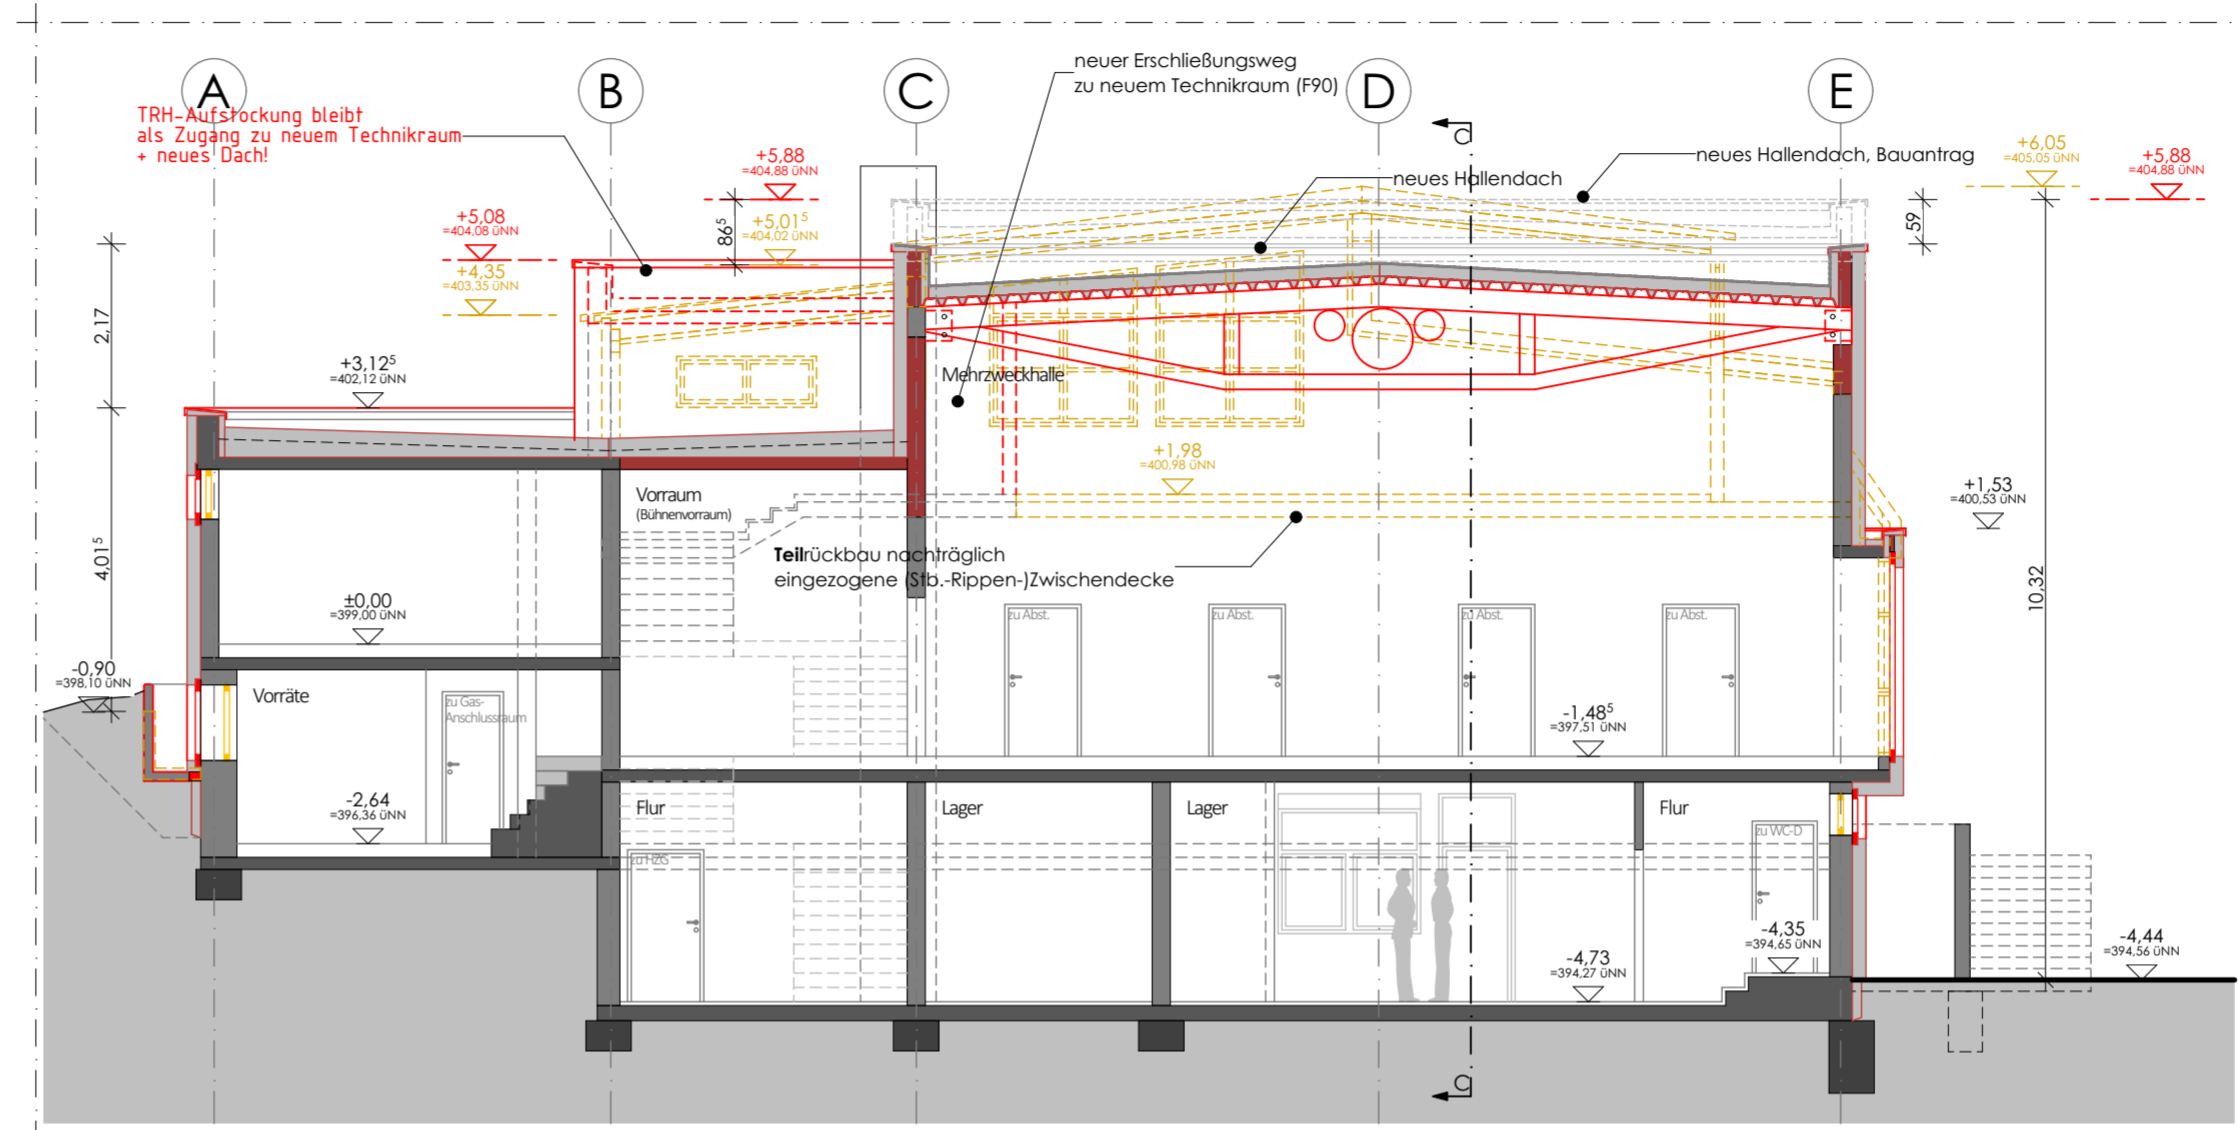 A
B
C
D
E
neuer Erschließungsweg
zu neuem Technikraum (F90)
TRH-Aufstockung bleibt
als Zugang zu neuem Technikraum
+ neues Dach!
C
neues Hallendach, Bauantrag
neues Hallendach
+6,05
=405,05 üNN
+5,88
=404,88 üNN
+5,88
=404,88 üNN
+5,08
=404,08 üNN
86⁵
+5,01⁵
=404,02 üNN
59
+4,35
=403,35 üNN
2,17
+3,12⁵
=402,12 üNN
Mehrzweckhalle
+1,98
=400,98 üNN
+1,53
=400,53 üNN
Vorraum
(Bühnenvorraum)
Teilrückbau nachträglich
eingezogene (Stb.-Rippen-)Zwischendecke
4,01⁵
±0,00
=399,00 üNN
10,32
zu Abst.
zu Abst.
zu Abst.
zu Abst.
-0,90
=398,10 üNN
Vorräte
zu Gas-
Anschlussraum
-1,48⁵
=397,51 üNN
-2,64
=396,36 üNN
Flur
Lager
Lager
Flur
zu WC-D
zu HZG
-4,35
=394,65 üNN
-4,73
=394,27 üNN
-4,44
=394,56 üNN
C